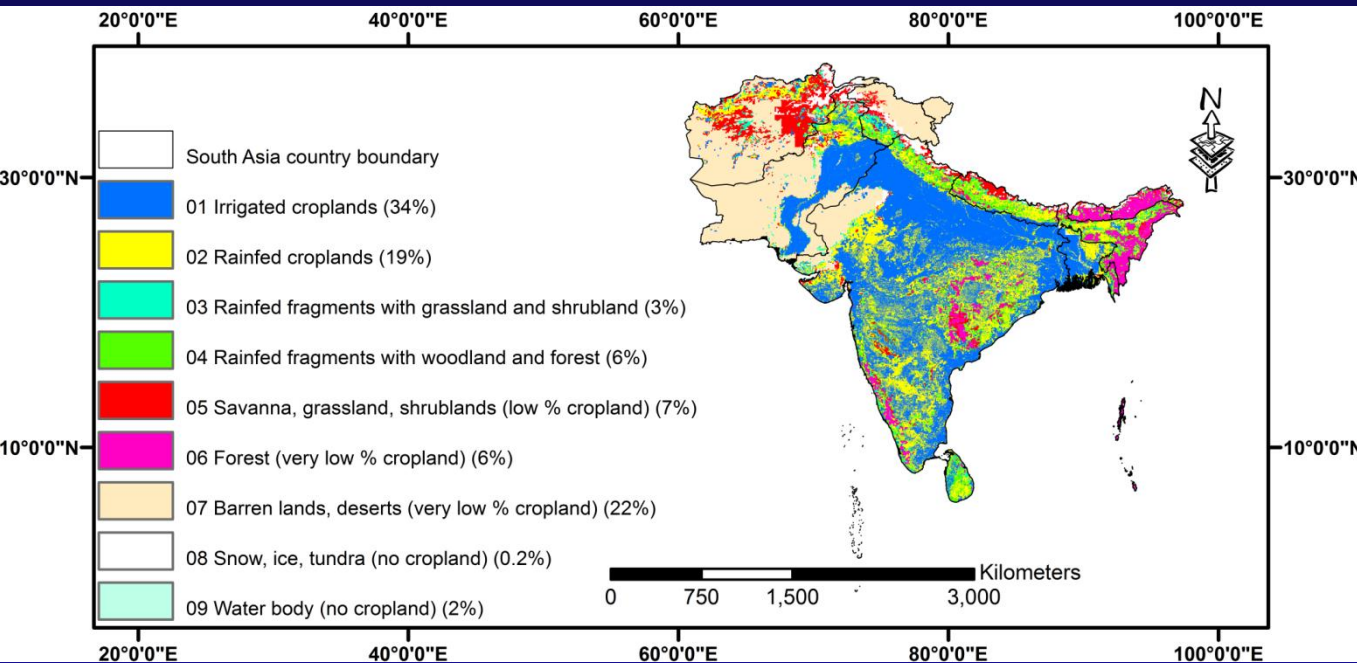 20°0'0"E 40°0'0"E 60°0'0"E 80°0'0"E 100°0'0"E
N
South Asia country boundary
30°0'0"N 30°0'0"N
01 Irrigated croplands (34%)
02 Rainfed croplands (19%)
03 Rainfed fragments with grassland and shrubland (3%)
04 Rainfed fragments with woodland and forest (6%)
05 Savanna, grassland, shrublands (low % cropland) (7%)
10°0'0"N 10°0'0"N
06 Forest (very low % cropland) (6%)
07 Barren lands, deserts (very low % cropland) (22%)
08 Snow, ice, tundra (no cropland) (0.2%)
Kilometers
0 750 1,500 3,000
09 Water body (no cropland) (2%)
20°0'0"E 40°0'0"E 60°0'0"E 80°0'0"E 100°0'0"E